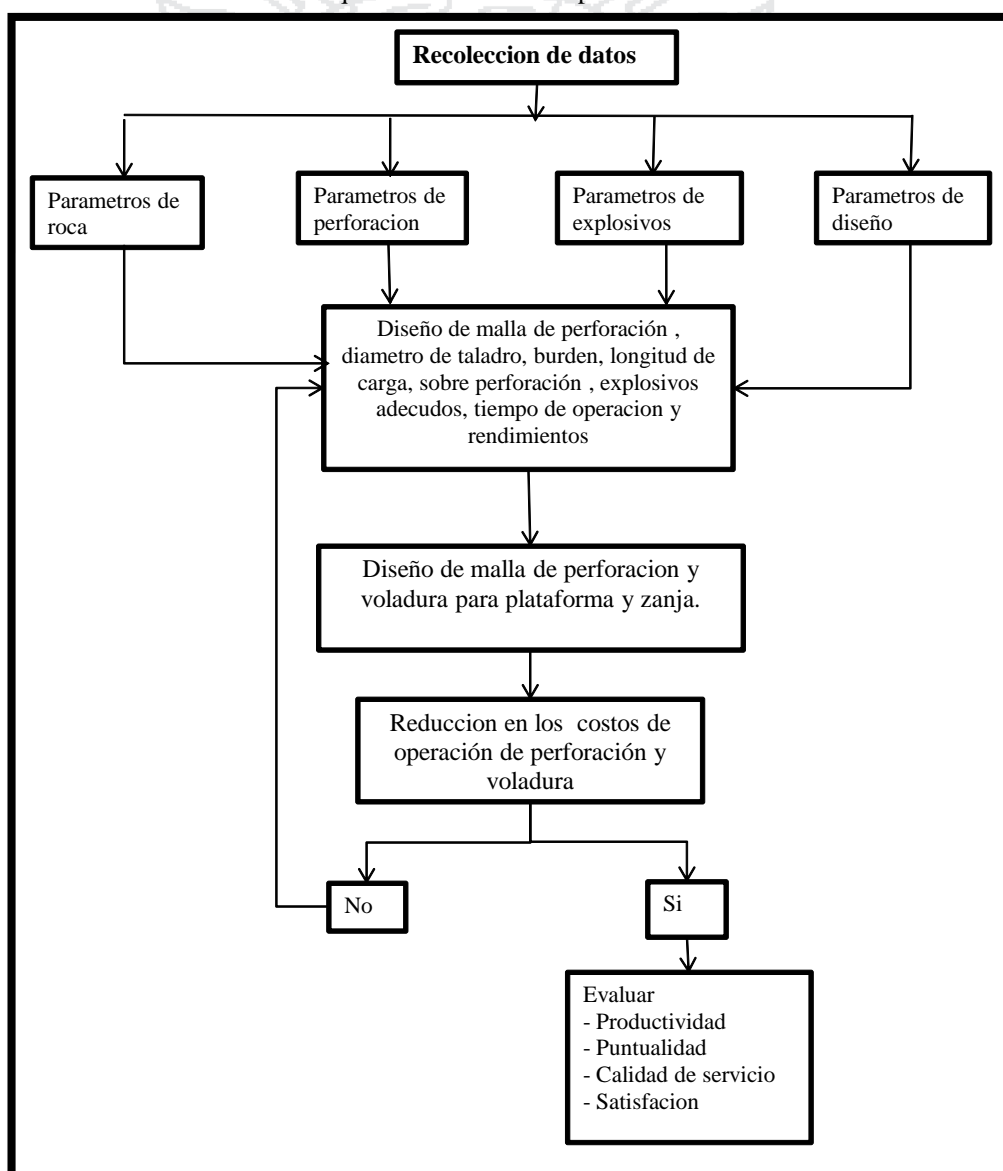 Recoleccion de datos
Parametros de
roca
Parametros de
perforacion
Parametros de
explosivos
Parametros de
diseño
Diseño de malla de perforación ,
diametro de taladro, burden, longitud de
carga, sobre perforación , explosivos
adecudos, tiempo de operacion y
rendimientos
Diseño de malla de perforacion y
voladura para plataforma y zanja.
Reduccion en los costos de
operación de perforación y
voladura
No
Si
Evaluar
- Productividad
- Puntualidad
- Calidad de servicio
- Satisfacion